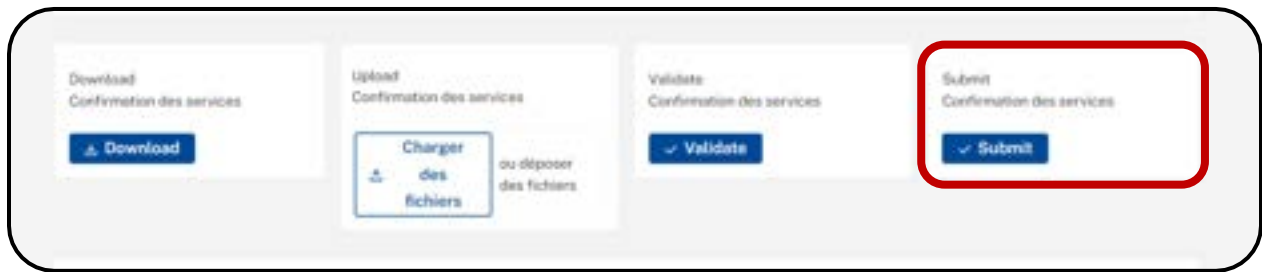 Download
Confirmation des services
Download
Upload
Confirmation des services
Charger
des
fichiers
ou déposer
des fichiers
Validate
Confirmation des services
Validate
Submit
Confirmation des services
Submit